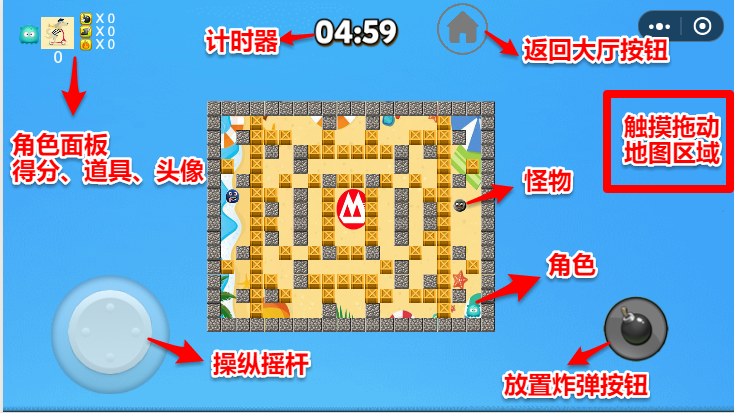 X 0
X 0
X 0
0
计时器
04:59
返回大厅按钮
角色面板
得分、道具、头像
触摸拖动
地图区域
怪物
角色
操纵摇杆
放置炸弹按钮